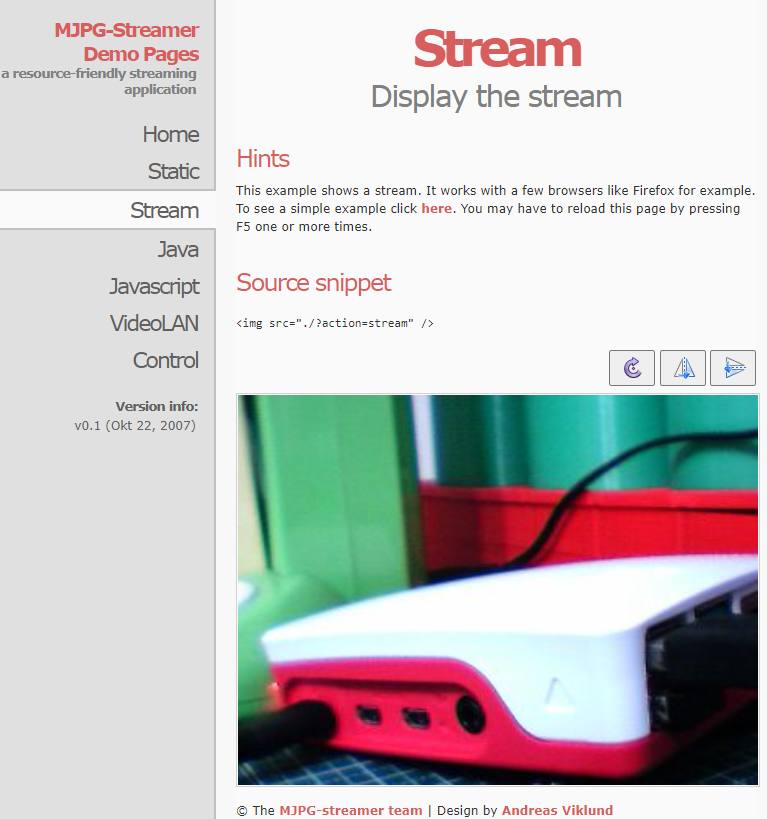 MJPG-Streamer
Demo Pages
a resource-friendly streaming
application
Home
Static
Stream
Java
Javascript
VideoLAN
Control
Version info:
v0.1 (Okt 22, 2007)
Stream
Display the stream
Hints
This example shows a stream. It works with a few browsers like Firefox for example.
To see a simple example click here. You may have to reload this page by pressing
F5 one or more times.
Source snippet
<img src="./?action=stream" />
© The MJPG-streamer team | Design by Andreas Viklund